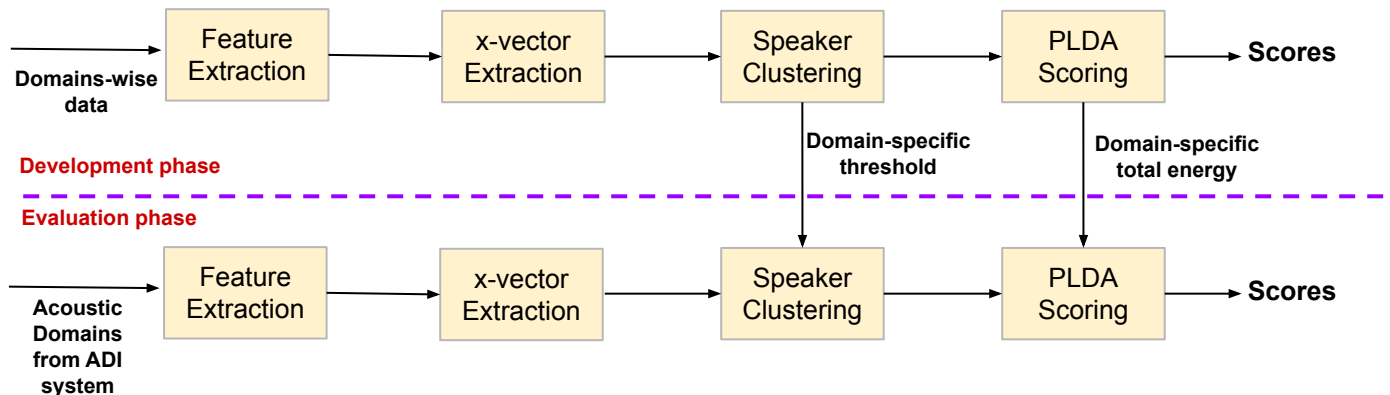 Feature
Extraction
x-vector
Extraction
Speaker
Clustering
PLDA
Scoring
Scores
Domains-wise
data
Domain-specific
threshold
Domain-specific
total energy
Development phase
Evaluation phase
Feature
Extraction
x-vector
Extraction
Speaker
Clustering
PLDA
Scoring
Scores
Acoustic
Domains
from ADI
system